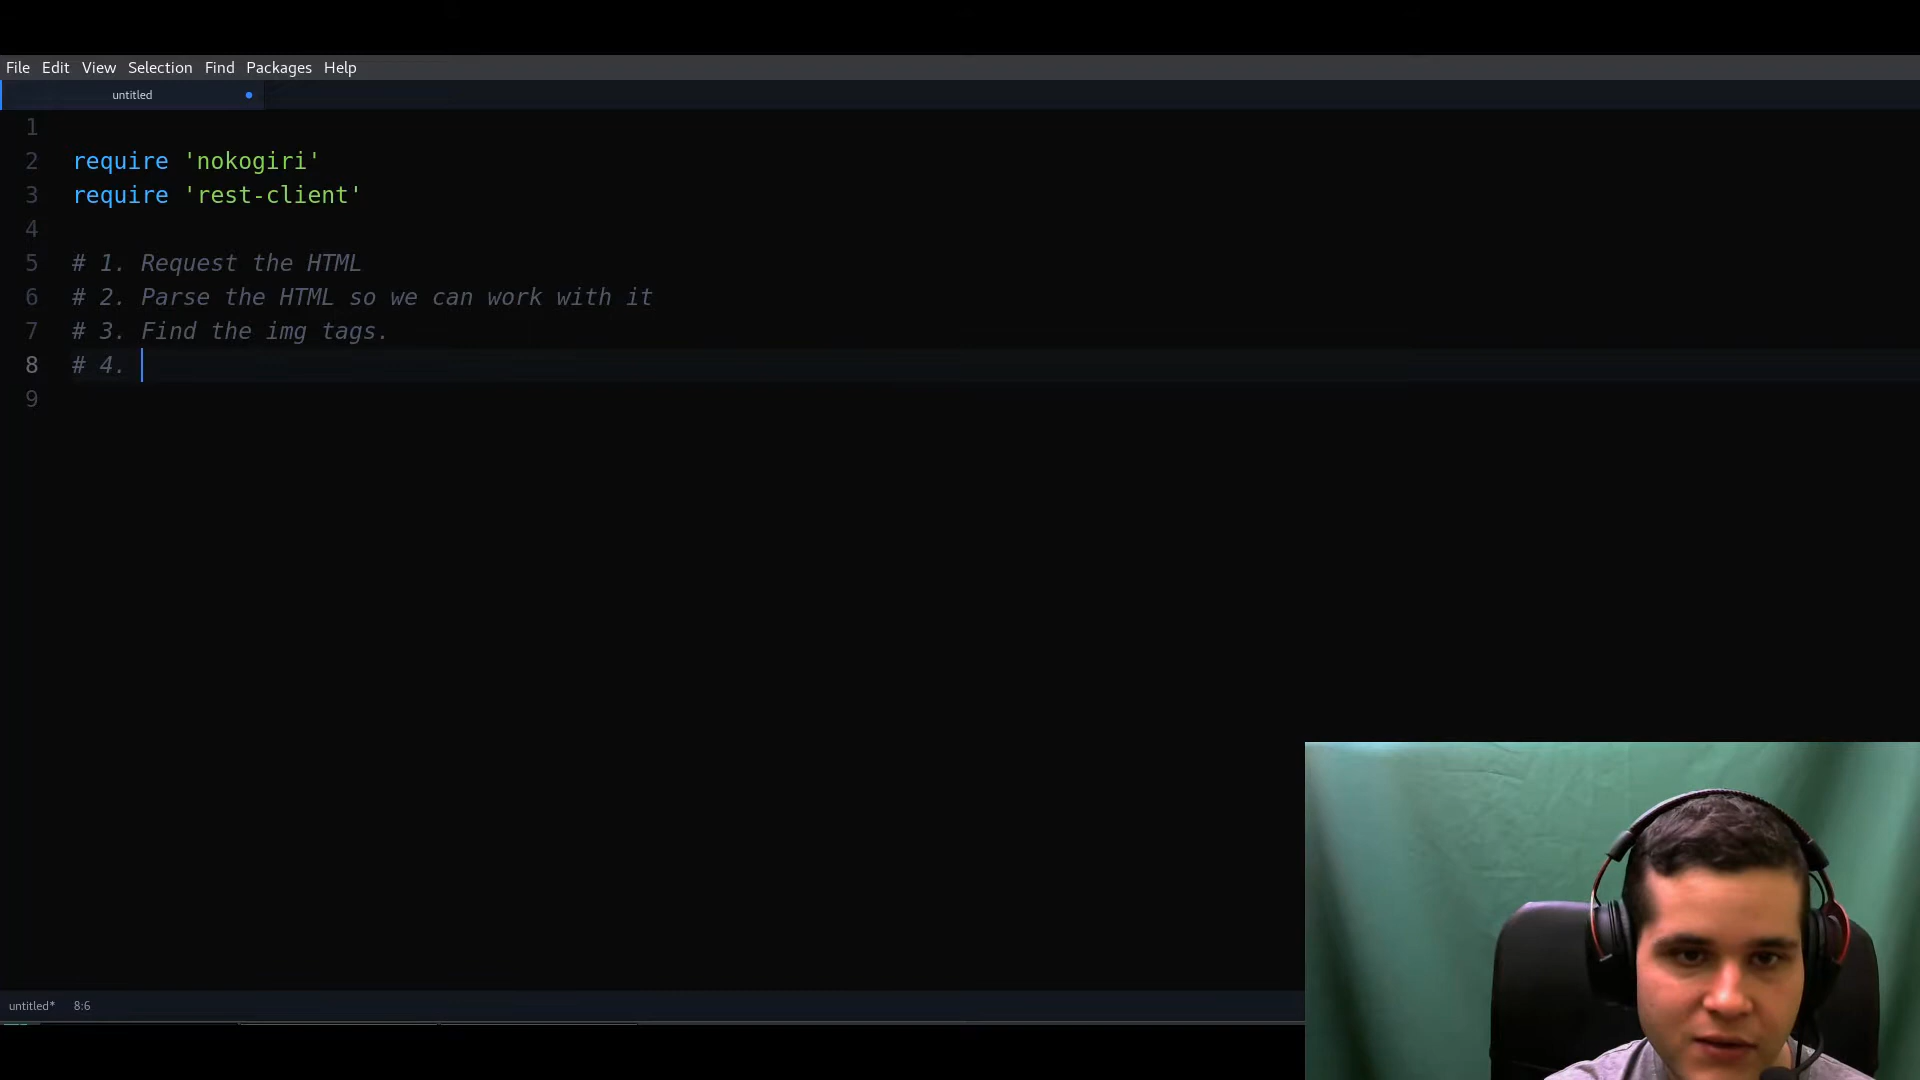 File Edit View Selection Find Packages Help
untitled
1
2 require 'nokogiri'
3 require 'rest-client'
4
5 # 1. Request the HTML
6 # 2. Parse the HTML so we can work with it
7 # 3. Find the img tags.
8 # 4.
9
untitled* 8:6